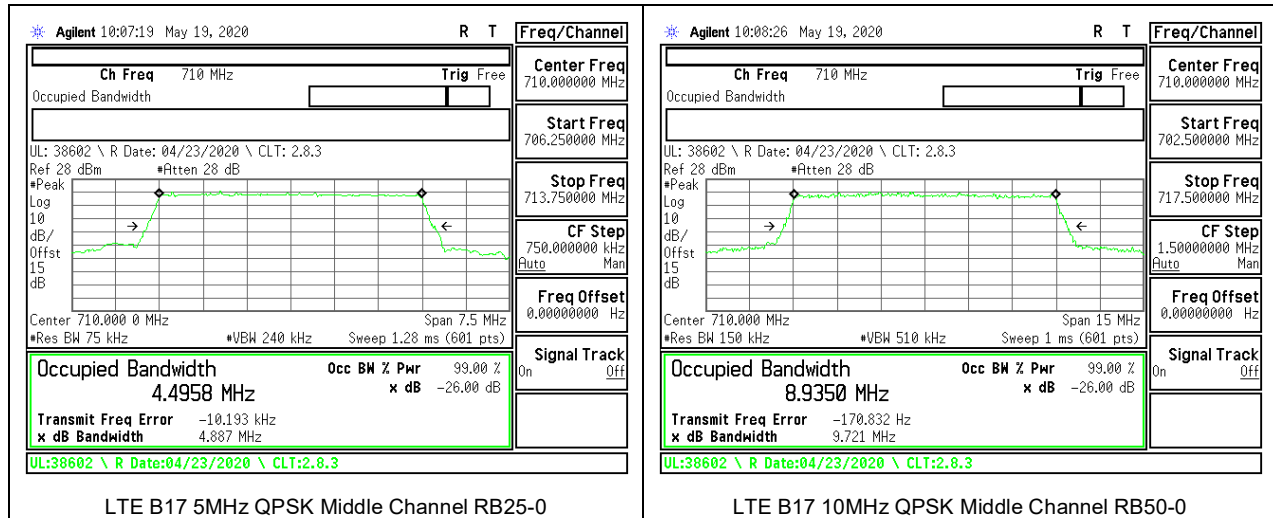 Agilent 10:07:19 May 19, 2020 R T
Freq/Channel
Ch Freq 710 MHz Trig Free
Occupied Bandwidth
Center Freq
710.000000 MHz
Start Freq
706.250000 MHz
Stop Freq
713.750000 MHz
CF Step
750.000000 kHz
Auto Man
Freq Offset
0.00000000 Hz
Signal Track
On Off
UL: 38602 \ R Date: 04/23/2020 \ CLT: 2.8.3
Ref 28 dBm #Atten 28 dB
#Peak
Log
10
dB/
Offst
15
dB
Center 710.000 0 MHz Span 7.5 MHz
#Res BW 75 kHz #VBW 240 kHz Sweep 1.28 ms (601 pts)
Occupied Bandwidth Occ BW % Pwr 99.00 %
4.4958 MHz x dB -26.00 dB
Transmit Freq Error -10.193 kHz
x dB Bandwidth 4.887 MHz
UL:38602 \ R Date:04/23/2020 \ CLT:2.8.3
LTE B17 5MHz QPSK Middle Channel RB25-0
Agilent 10:08:26 May 19, 2020 R T
Freq/Channel
Ch Freq 710 MHz Trig Free
Occupied Bandwidth
Center Freq
710.000000 MHz
Start Freq
702.500000 MHz
Stop Freq
717.500000 MHz
CF Step
1.50000000 MHz
Auto Man
Freq Offset
0.00000000 Hz
Signal Track
On Off
UL: 38602 \ R Date: 04/23/2020 \ CLT: 2.8.3
Ref 28 dBm #Atten 28 dB
#Peak
Log
10
dB/
Offst
15
dB
Center 710.000 MHz Span 15 MHz
#Res BW 150 kHz #VBW 510 kHz Sweep 1 ms (601 pts)
Occupied Bandwidth Occ BW % Pwr 99.00 %
8.9350 MHz x dB -26.00 dB
Transmit Freq Error -170.832 Hz
x dB Bandwidth 9.721 MHz
UL:38602 \ R Date:04/23/2020 \ CLT:2.8.3
LTE B17 10MHz QPSK Middle Channel RB50-0